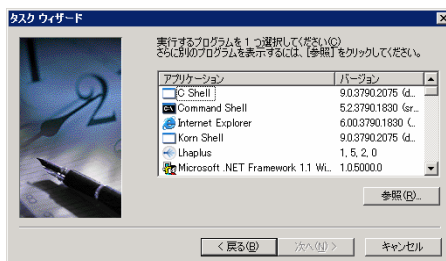 タスク ウィザード
実行するプログラムを 1 つ選択してください(C)
さらに別のプログラムを表示するには、[参照] をクリックしてください。
アプリケーション バージョン
C Shell 9.0.3790.2075 (d...
Command Shell 5.2.3790.1830 (sr...
Internet Explorer 6.00.3790.1830 (...
Korn Shell 9.0.3790.2075 (d...
Lhaplus 1, 5, 2, 0
Microsoft .NET Framework 1.1 Wi... 1.0.5000.0
参照(R)...
< 戻る(B) 次へ(N) > キャンセル